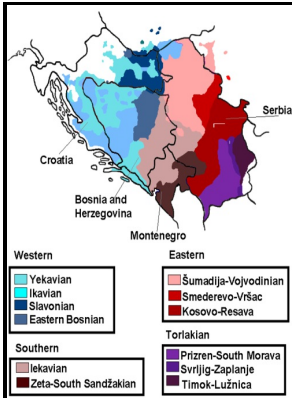 Serbia
Croatia
Bosnia and
Herzegovina
Montenegro
Western
Yekavian
Ikavian
Slavonian
Eastern Bosnian
Eastern
Šumadija-Vojvodinian
Smederevo-Vršac
Kosovo-Resava
Southern
Iekavian
Zeta-South Sandžakian
Torlakian
Prizren-South Morava
Svrljig-Zaplanje
Timok-Lužnica